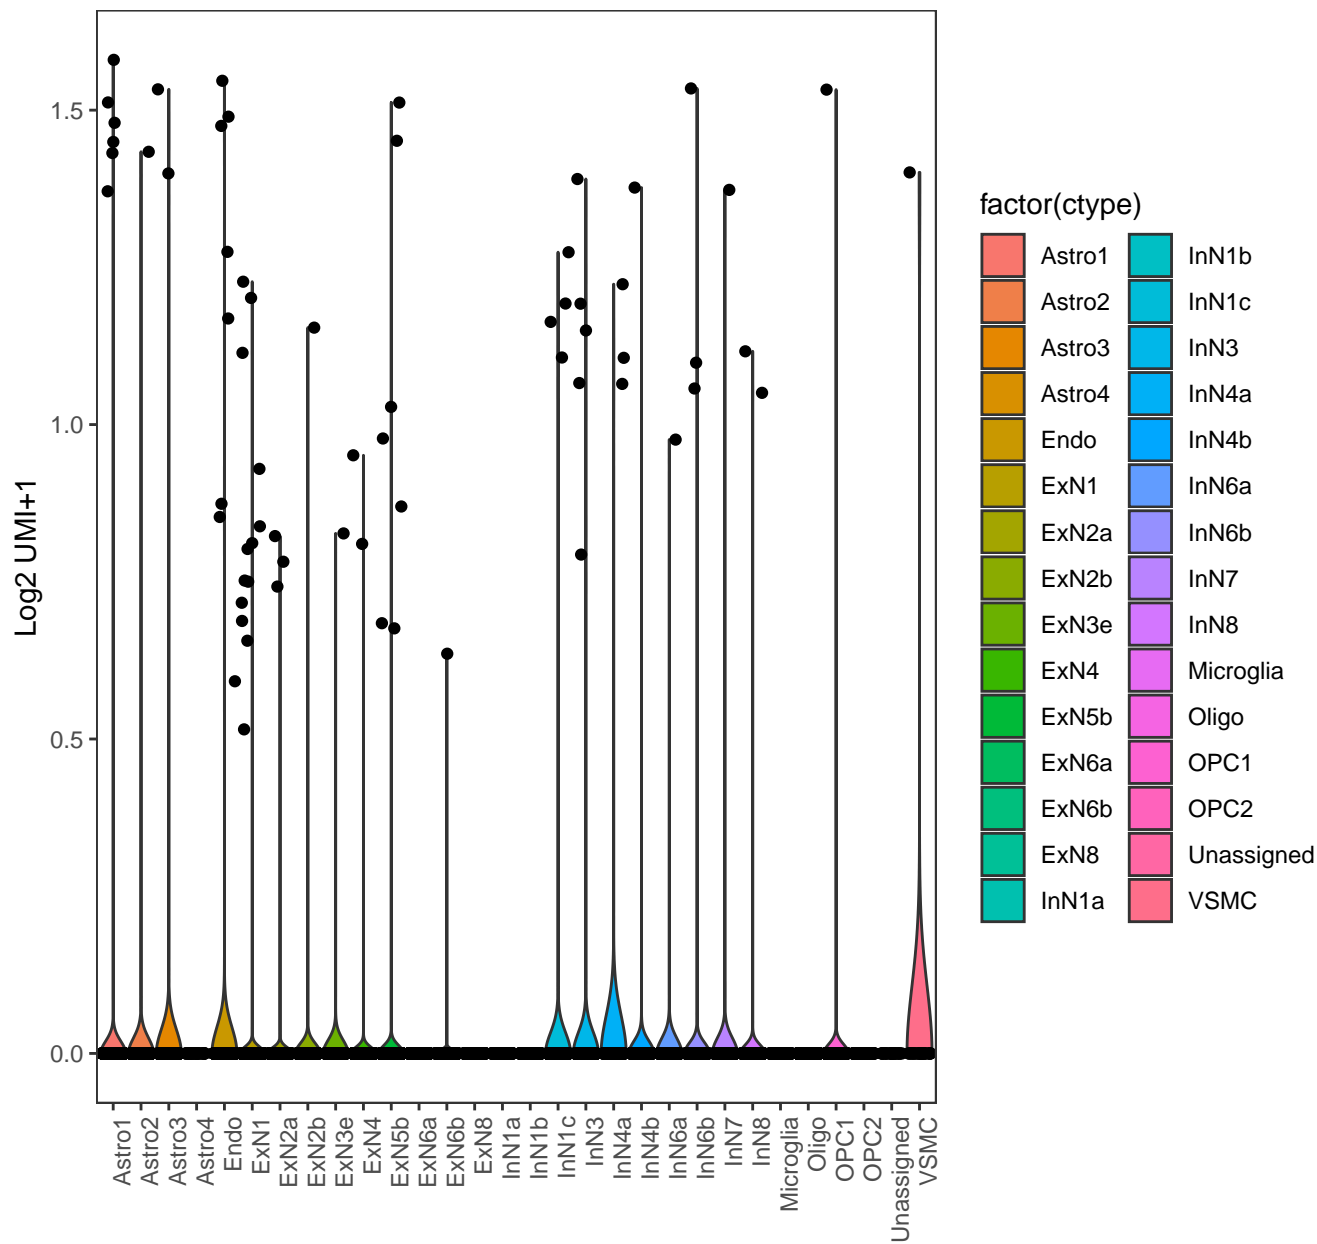 Log2 UMI+1
1.5
1.0
0.5
0.0
Astro1
Astro2
Astro3
Astro4
Endo
ExN1
ExN2a
ExN2b
ExN3e
ExN4
ExN5b
ExN6a
ExN6b
ExN8
InN1a
InN1b
InN1c
InN3
InN4a
InN4b
InN6a
InN6b
InN7
InN8
Microglia
Oligo
OPC1
OPC2
Unassigned
VSMC
factor(ctype)
Astro1
Astro2
Astro3
Astro4
Endo
ExN1
ExN2a
ExN2b
ExN3e
ExN4
ExN5b
ExN6a
ExN6b
ExN8
InN1a
InN1b
InN1c
InN3
InN4a
InN4b
InN6a
InN6b
InN7
InN8
Microglia
Oligo
OPC1
OPC2
Unassigned
VSMC